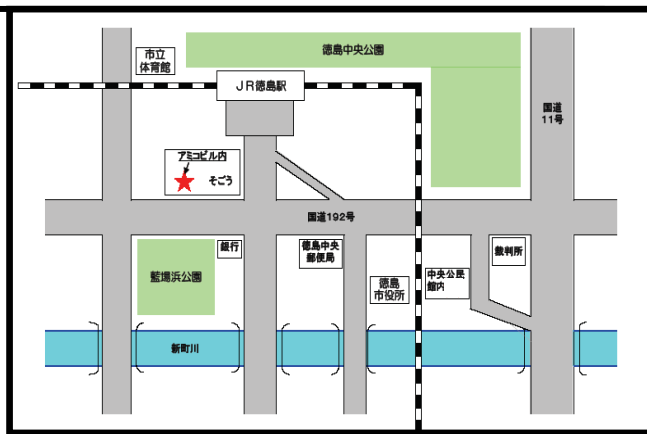 市立
体育館
徳島中央公園
JR徳島駅
国道
11号
アミコビル内
そごう
国道192号
銀行
徳島中央
郵便局
裁判所
藍場浜公園
徳島
市役所
中央公民
館内
新町川